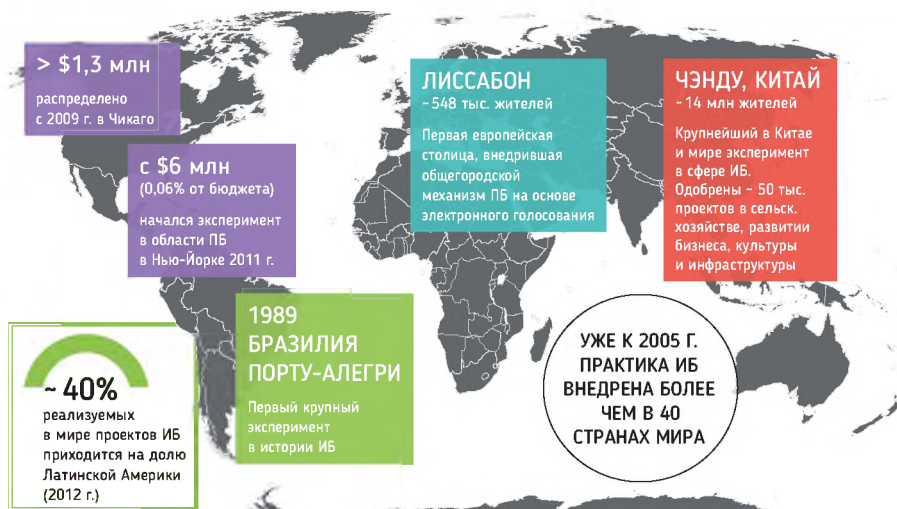 > $1,3 млн
распределено
с 2009 г. в Чикаго
с $6 млн
(0,06% от бюджета)
начался эксперимент
в области ПБ
в Нью-Йорке 2011 г.
ЛИССАБОН
~548 тыс. жителей
Первая европейская
столица, внедрившая
общегородской
механизм ПБ на основе
электронного голосования
ЧЭНДУ, КИТАЙ
~14 млн жителей
Крупнейший в Китае
и мире эксперимент
в сфере ИБ.
Одобрены ~ 50 тыс.
проектов в сельск.
хозяйстве, развитии
бизнеса, культуры
и инфраструктуры
1989
БРАЗИЛИЯ
ПОРТУ-АЛЕГРИ
Первый крупный
эксперимент
в истории ИБ
~ 40%
реализуемых
в мире проектов ИБ
приходится на долю
Латинской Америки
(2012 г.)
УЖЕ К 2005 Г.
ПРАКТИКА ИБ
ВНЕДРЕНА БОЛЕЕ
ЧЕМ В 40
СТРАНАХ МИРА